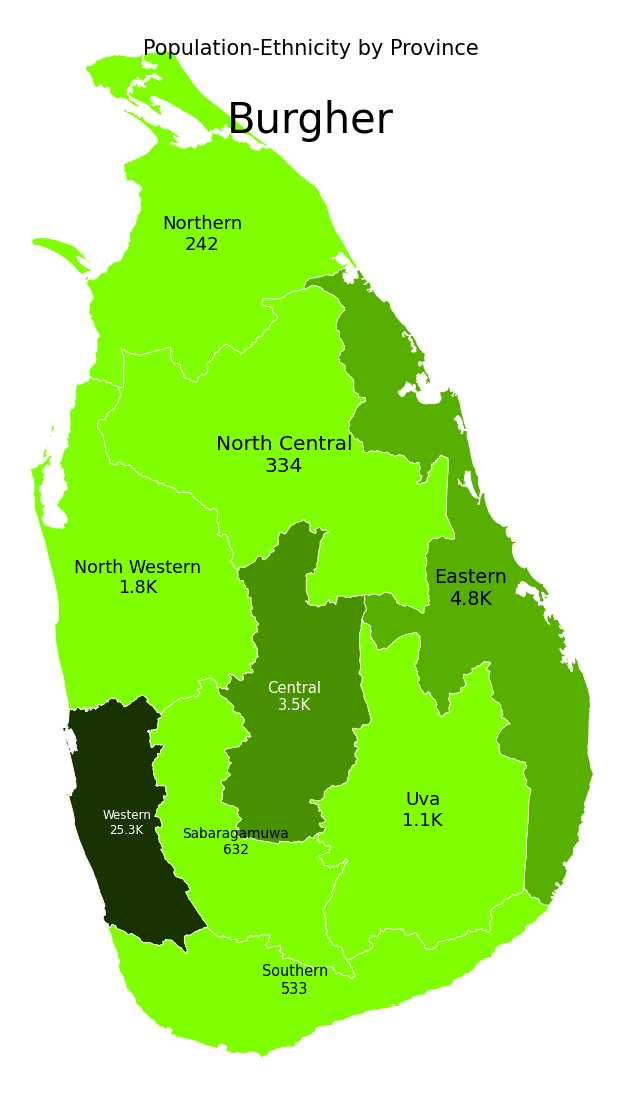 Population-Ethnicity by Province
Burgher
Northern
242
North Central
334
North Western
1.8K
Eastern
4.8K
Central
3.5K
Uva
1.1K
Western
25.3K
Sabaragamuwa
632
Southern
533